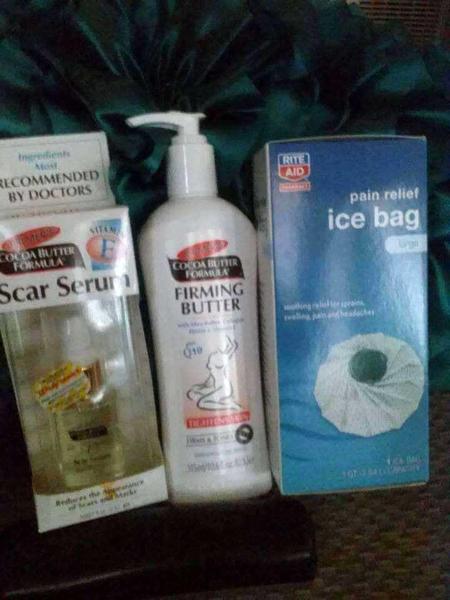 Ingredients
Most
RECOMMENDED
BY DOCTORS
PALMER'S
COCOA BUTTER
FORMULA
VITAMIN
E
Scar Serum
Reduces the Appearance
of Scars and Marks
PALMER'S
COCOA BUTTER
FORMULA
FIRMING
BUTTER
Q10
TIGHTENS SKIN
RITE
AID
PHARMACY
pain relief
ice bag
large
soothing relief for sprains,
swelling, pain and headaches
1 ICE BAG